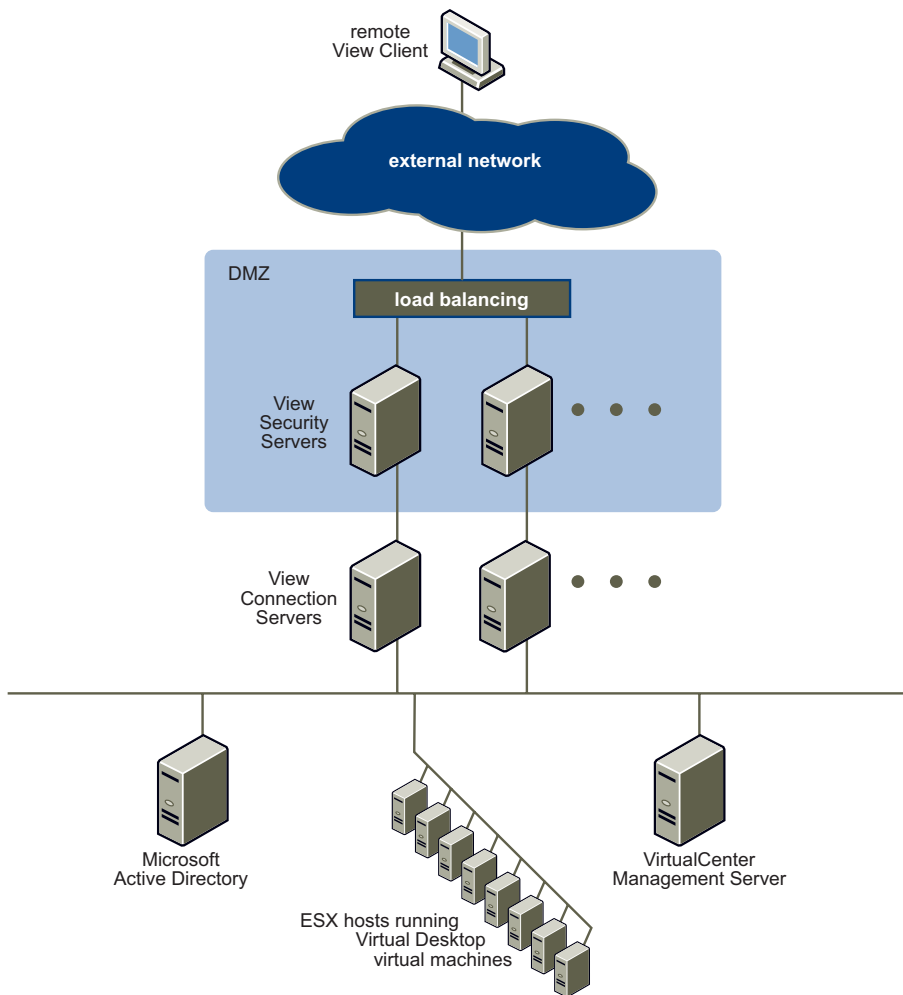 remote
View Client
external network
DMZ
load balancing
View
Security
Servers
View
Connection
Servers
Microsoft
Active Directory
VirtualCenter
Management Server
ESX hosts running
Virtual Desktop
virtual machines